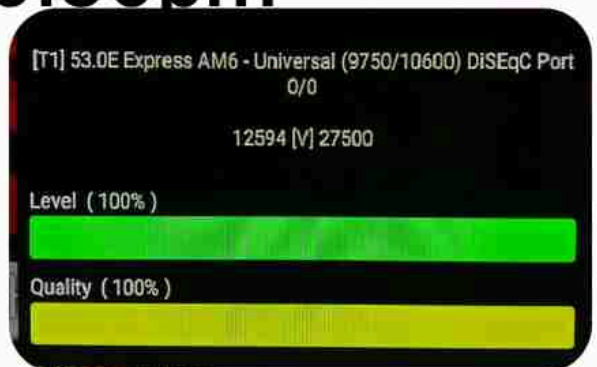 [T1] 53.0E Express AM6 - Universal (9750/10600) DiSEqC Port
0/0
12594 [V] 27500
Level ( 100% )
Quality ( 100% )